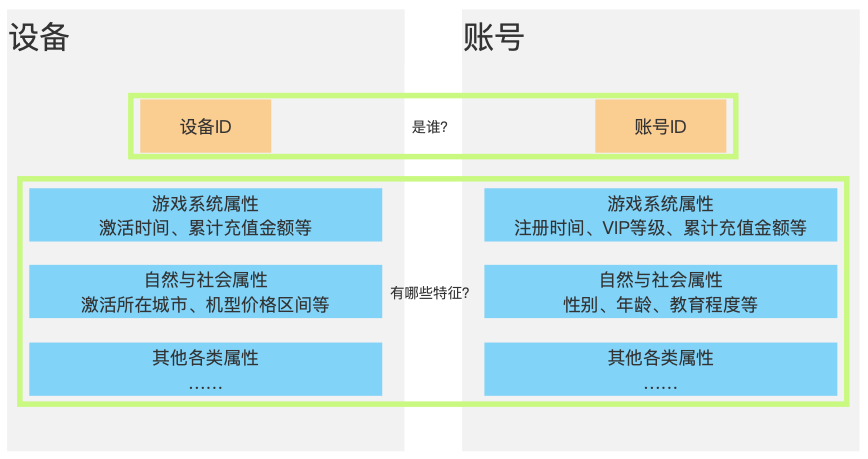 设备
账号
设备ID
是谁?
账号ID
游戏系统属性
激活时间、累计充值金额等
游戏系统属性
注册时间、VIP等级、累计充值金额等
自然与社会属性
激活所在城市、机型价格区间等
有哪些特征?
自然与社会属性
性别、年龄、教育程度等
其他各类属性
……
其他各类属性
……